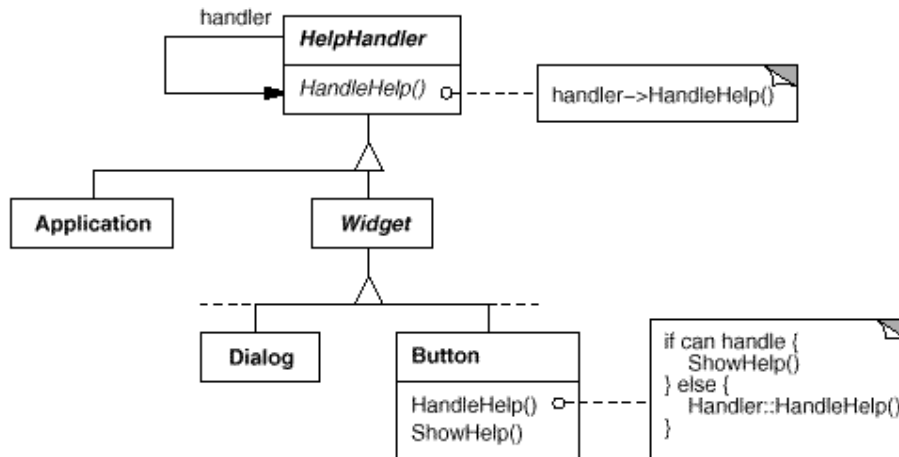 handler
HelpHandler
HandleHelp()
handler–>HandleHelp()
Application
Widget
Dialog
Button
HandleHelp()
ShowHelp()
if can handle {
ShowHelp()
} else {
Handler::HandleHelp()
}